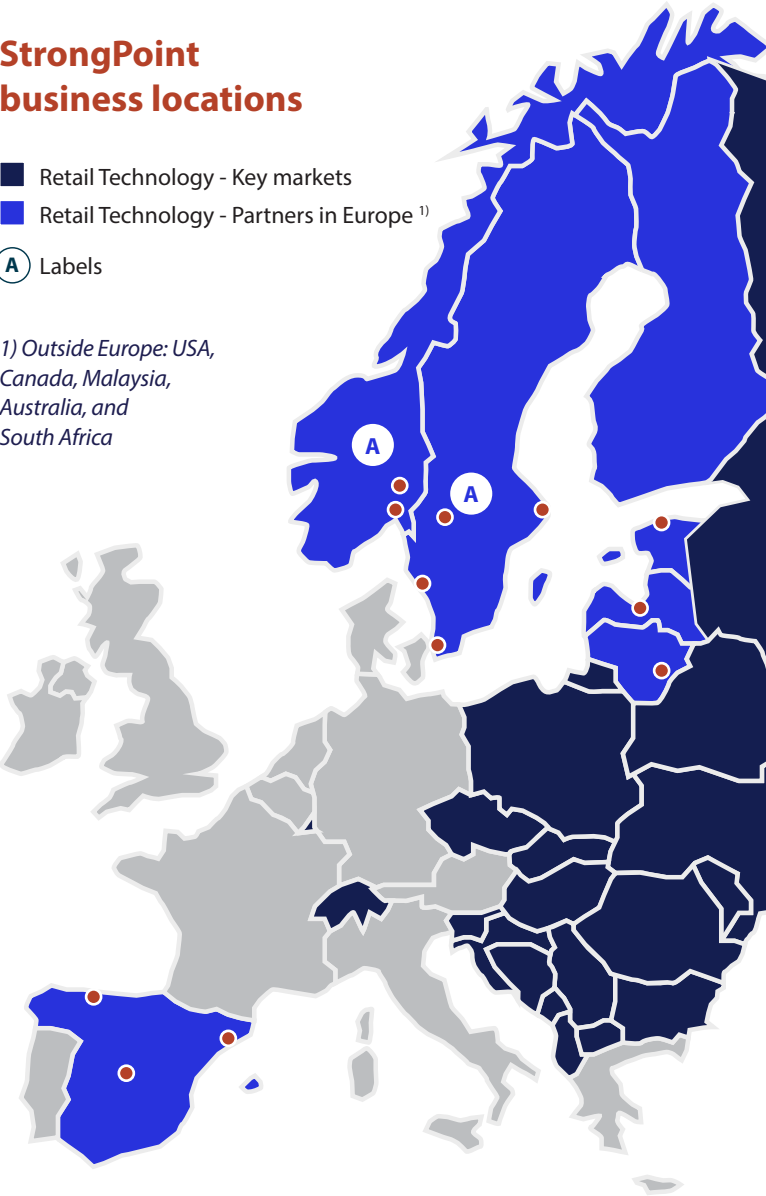 StrongPoint
business locations
Retail Technology - Key markets
Retail Technology - Partners in Europe ¹⁾
A Labels
1) Outside Europe: USA,
Canada, Malaysia,
Australia, and
South Africa
A
A